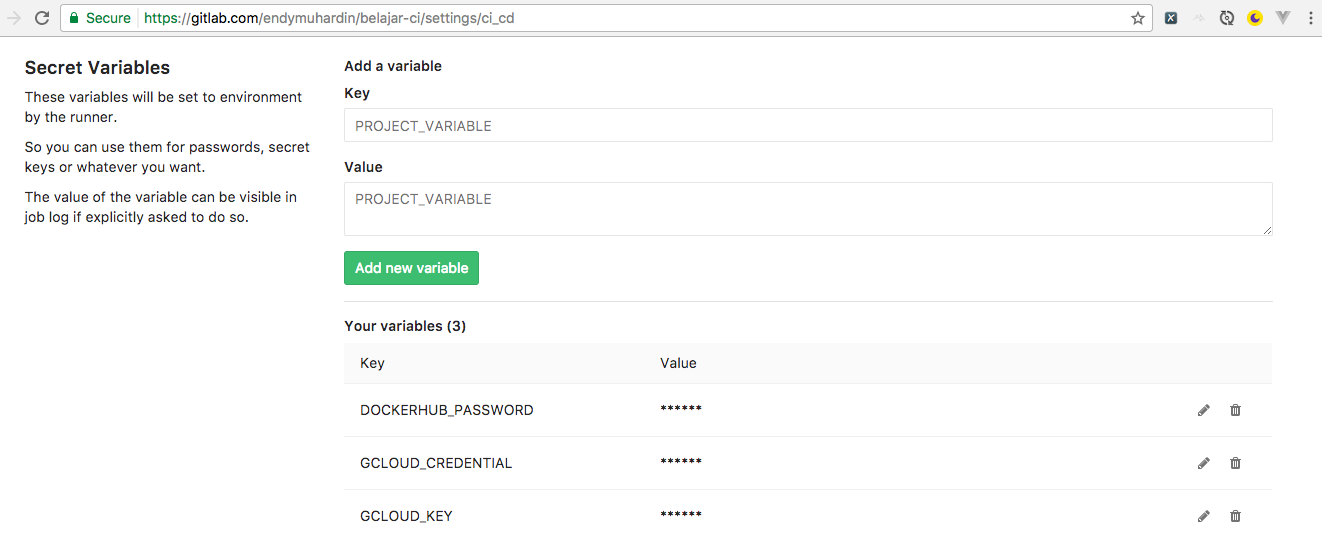 Secure https://gitlab.com/endymuhardin/belajar-ci/settings/ci_cd
Secret Variables
These variables will be set to environment
by the runner.
So you can use them for passwords, secret
keys or whatever you want.
The value of the variable can be visible in
job log if explicitly asked to do so.
Add a variable
Key
PROJECT_VARIABLE
Value
PROJECT_VARIABLE
Add new variable
Your variables (3)
Key Value
DOCKERHUB_PASSWORD ******
GCLOUD_CREDENTIAL ******
GCLOUD_KEY ******